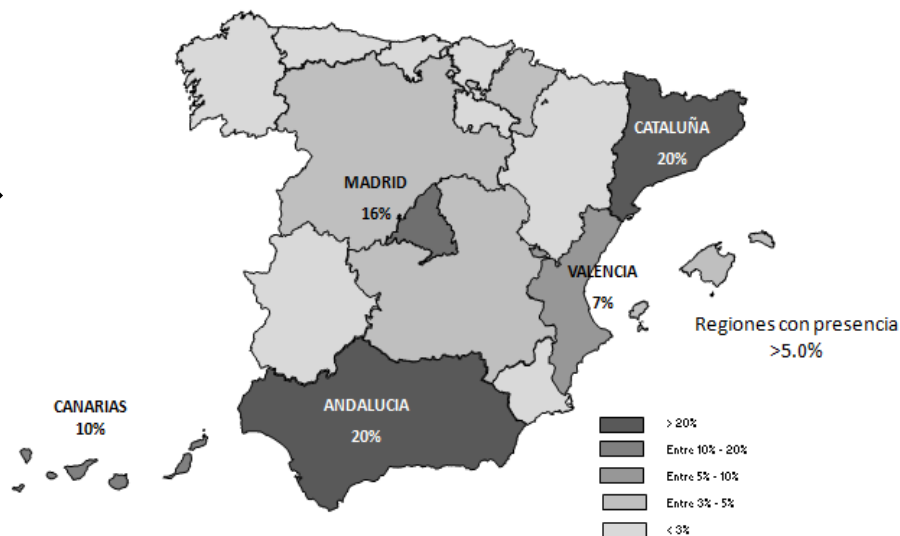 CATALUÑA
20%
MADRID
16%
VALENCIA
7%
Regiones con presencia
>5.0%
CANARIAS
10%
ANDALUCIA
20%
> 20%
Entre 10% - 20%
Entre 5% - 10%
Entre 3% - 5%
< 3%